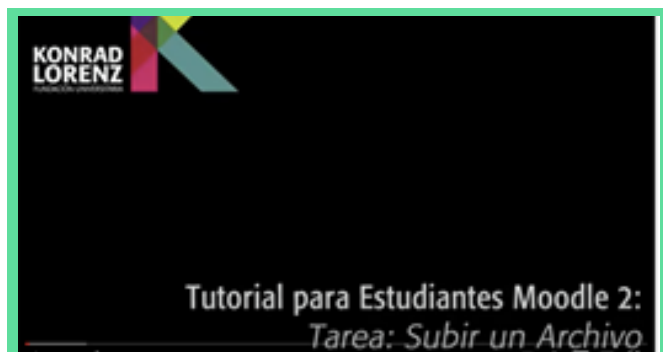 KONRAD
LORENZ
FUNDACIÓN UNIVERSITARIA
Tutorial para Estudiantes Moodle 2:
Tarea: Subir un Archivo